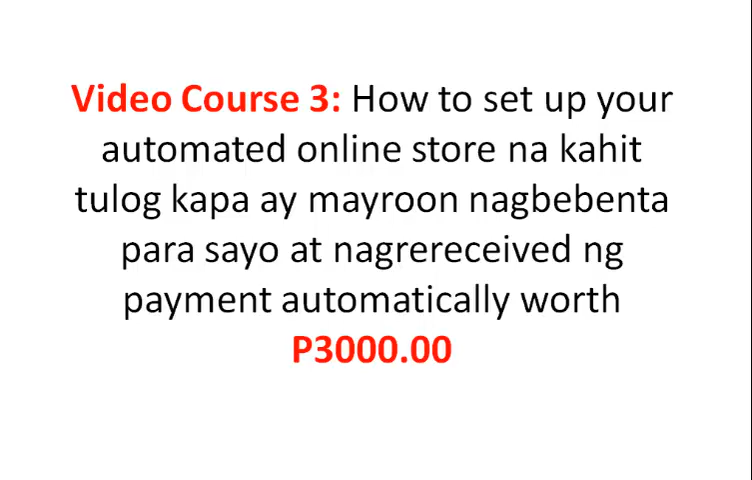 Video Course 3: How to set up your
automated online store na kahit
tulog kapa ay mayroon nagbebenta
para sayo at nagrereceived ng
payment automatically worth
P3000.00